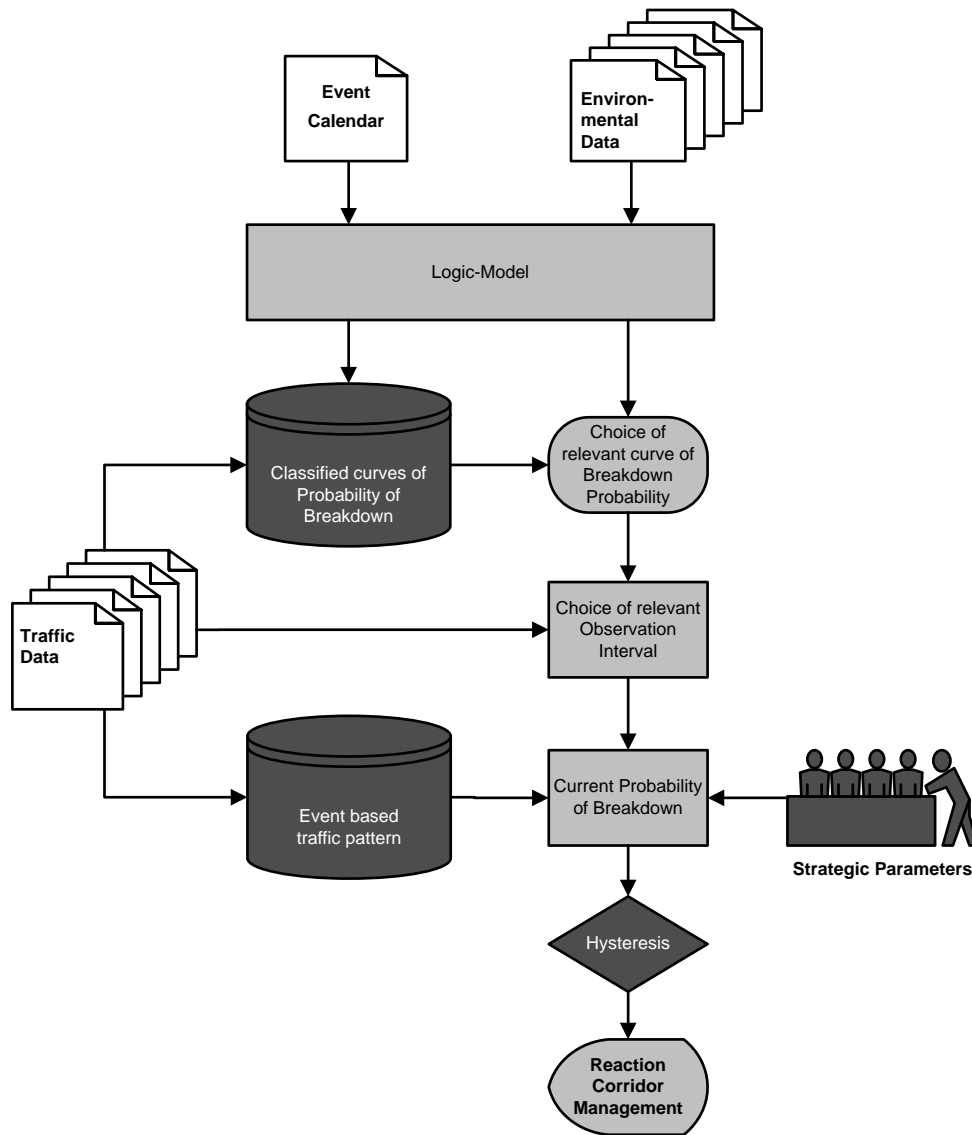 Event
Calendar
Environ-
mental
Data
Logic-Model
Classified curves of
Probability of
Breakdown
Choice of
relevant curve of
Breakdown
Probability
Traffic
Data
Choice of relevant
Observation
Interval
Event based
traffic pattern
Current Probability
of Breakdown
Strategic Parameters
Hysteresis
Reaction
Corridor
Management